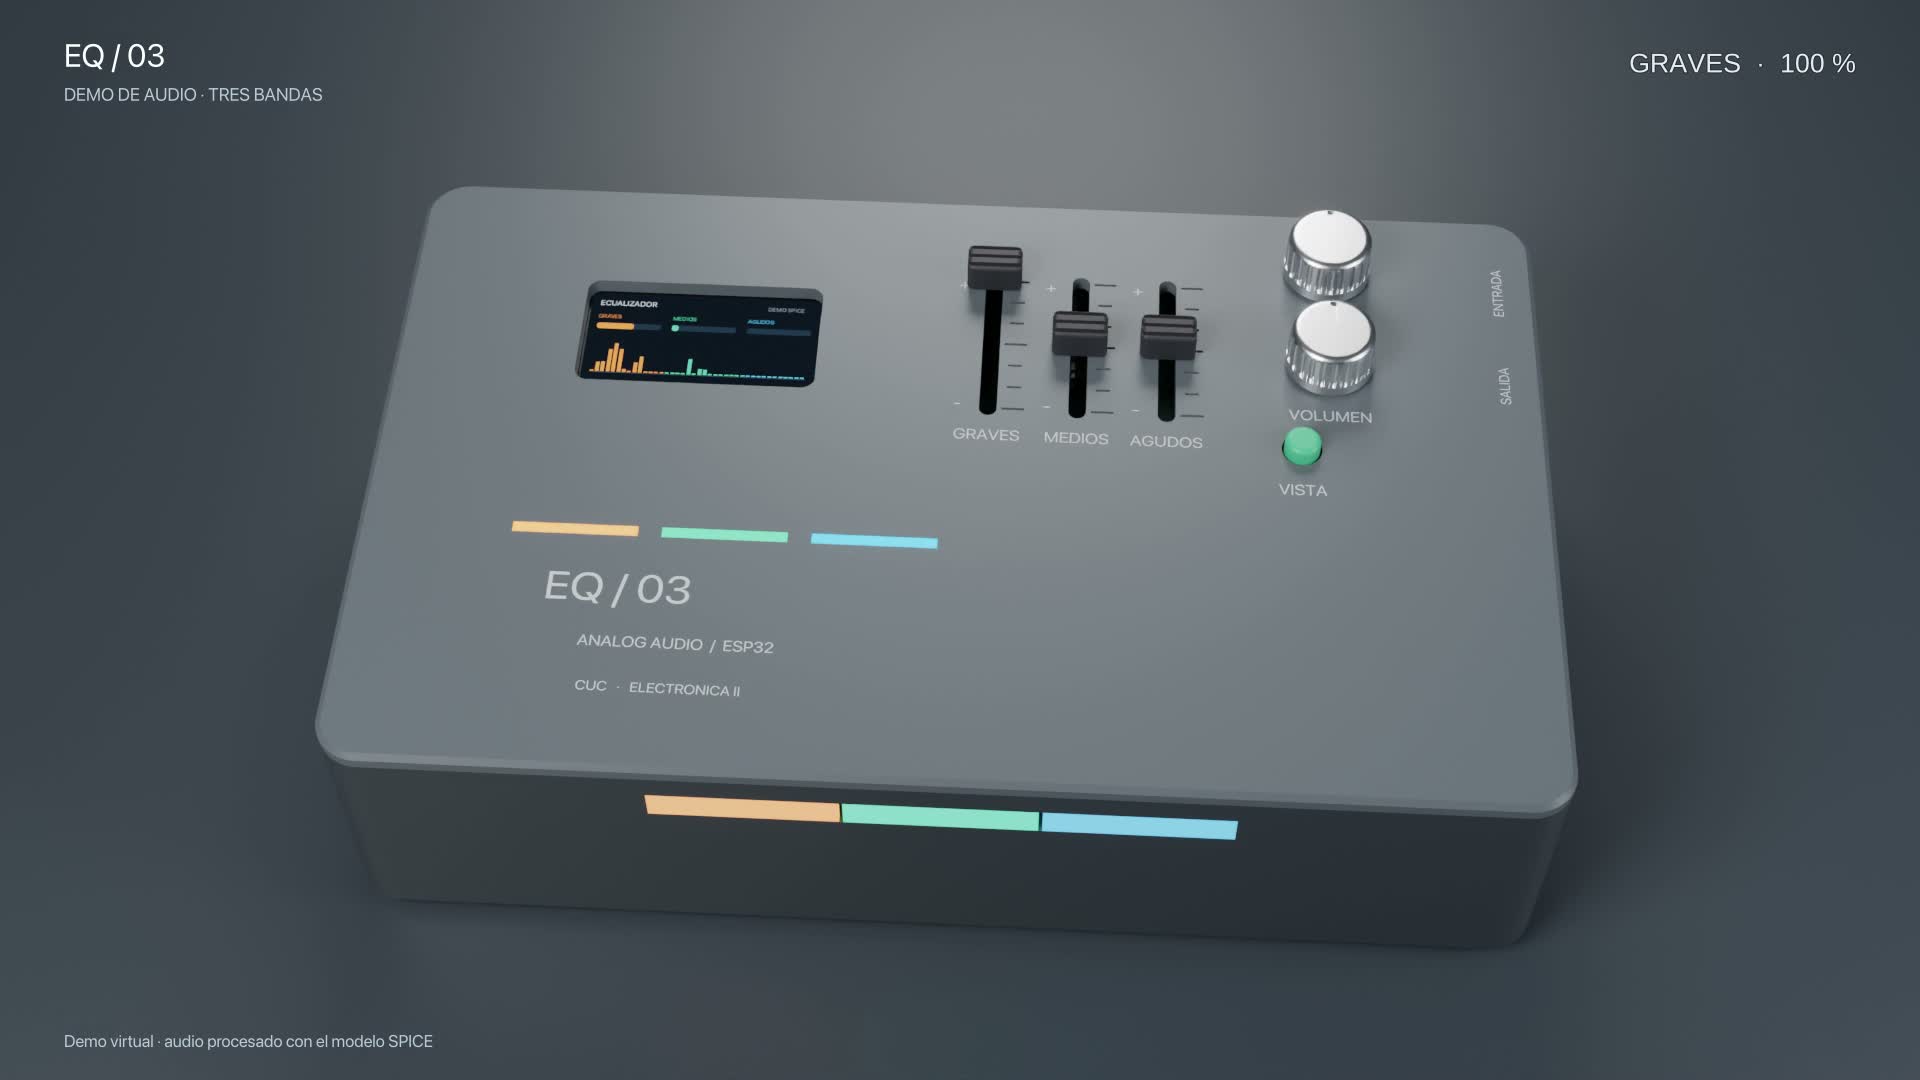 EQ / 03
DEMO DE AUDIO · TRES BANDAS
GRAVES · 100 %
ECUALIZADOR
DEMO SPICE
GRAVES
MEDIOS
AGUDOS
+ + +
- - -
GRAVES MEDIOS AGUDOS
VOLUMEN
VISTA
ENTRADA
SALIDA
EQ / 03
ANALOG AUDIO / ESP32
CUC · ELECTRONICA II
Demo virtual · audio procesado con el modelo SPICE